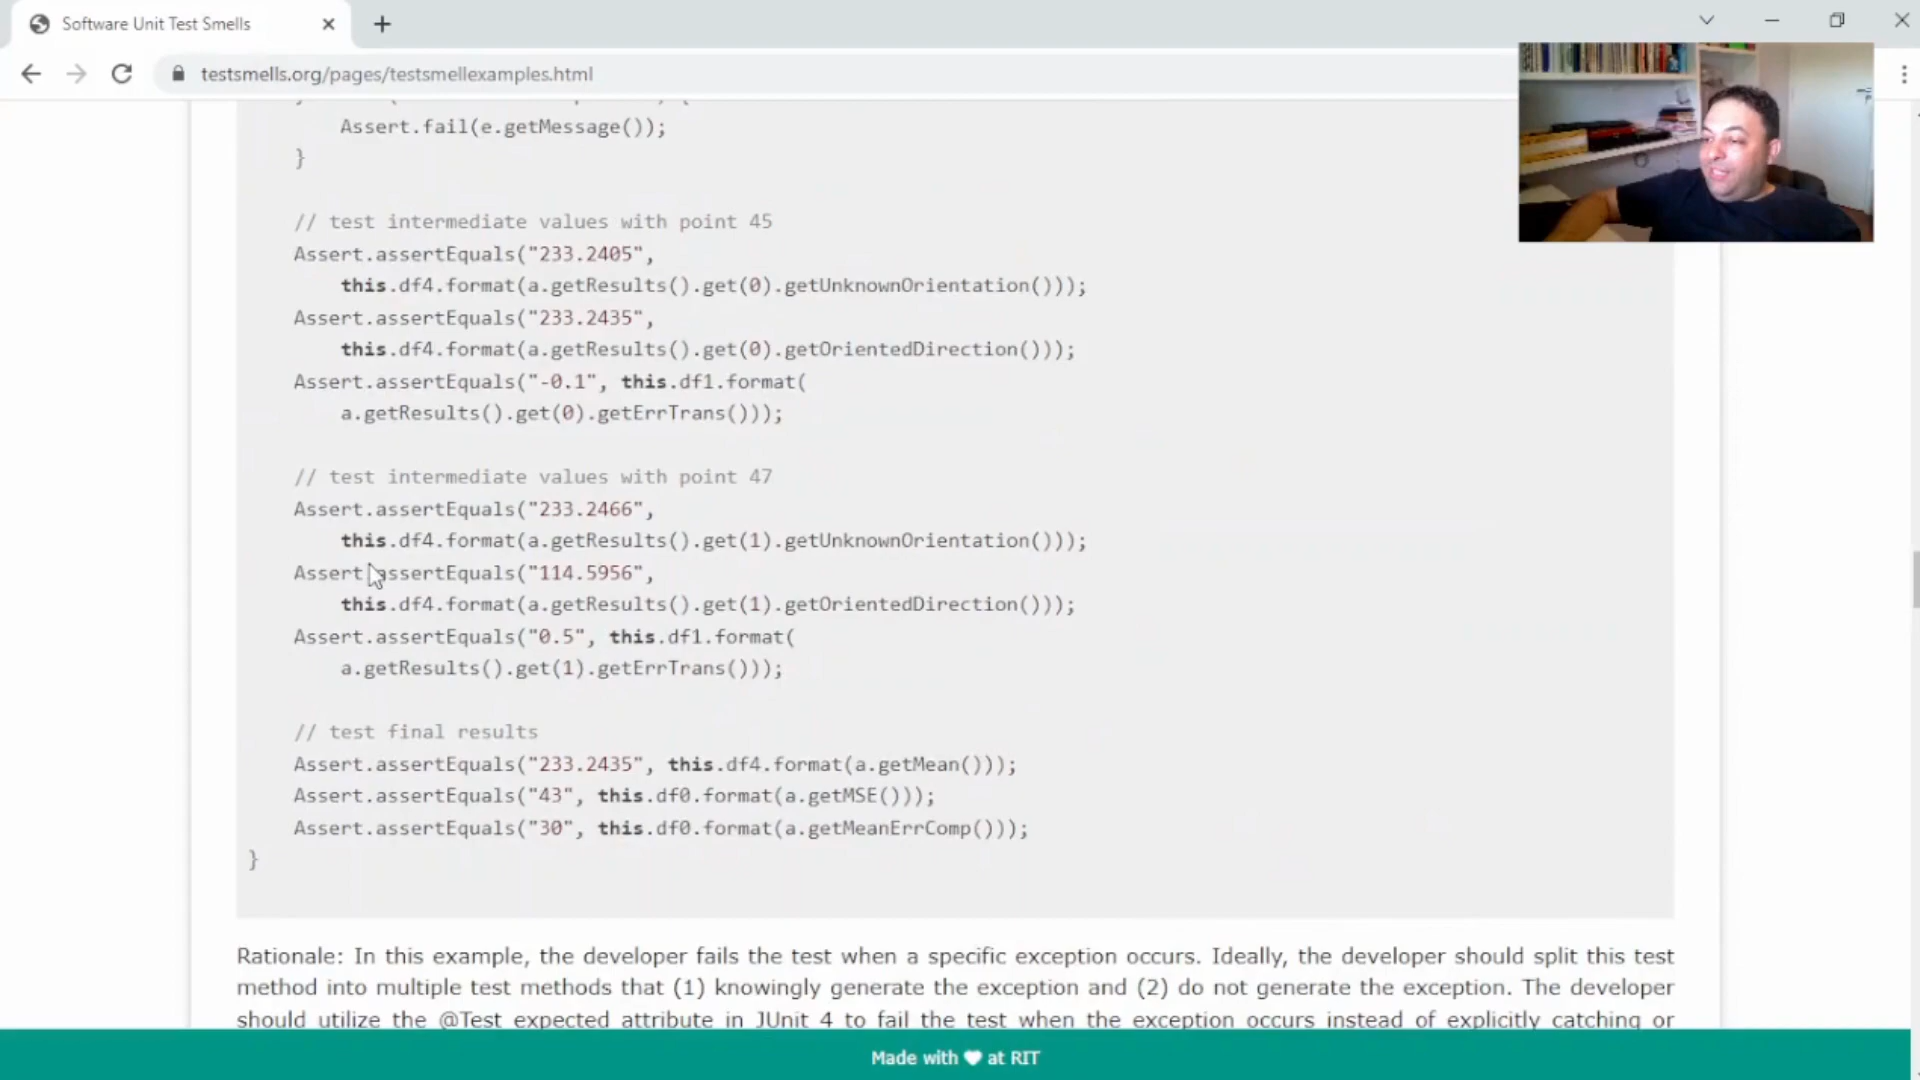 Software Unit Test Smells
testsmells.org/pages/testsmellexamples.html
Assert.fail(e.getMessage());
}
// test intermediate values with point 45
Assert.assertEquals("233.2405",
this.df4.format(a.getResults().get(0).getUnknownOrientation()));
Assert.assertEquals("233.2435",
this.df4.format(a.getResults().get(0).getOrientedDirection()));
Assert.assertEquals("-0.1", this.df1.format(
a.getResults().get(0).getErrTrans()));
// test intermediate values with point 47
Assert.assertEquals("233.2466",
this.df4.format(a.getResults().get(1).getUnknownOrientation()));
Assert.assertEquals("114.5956",
this.df4.format(a.getResults().get(1).getOrientedDirection()));
Assert.assertEquals("0.5", this.df1.format(
a.getResults().get(1).getErrTrans()));
// test final results
Assert.assertEquals("233.2435", this.df4.format(a.getMean()));
Assert.assertEquals("43", this.df0.format(a.getMSE()));
Assert.assertEquals("30", this.df0.format(a.getMeanErrComp()));
}
Rationale: In this example, the developer fails the test when a specific exception occurs. Ideally, the developer should split this test
method into multiple test methods that (1) knowingly generate the exception and (2) do not generate the exception. The developer
should utilize the @Test expected attribute in JUnit 4 to fail the test when the exception occurs instead of explicitly catching or
Made with ♥ at RIT